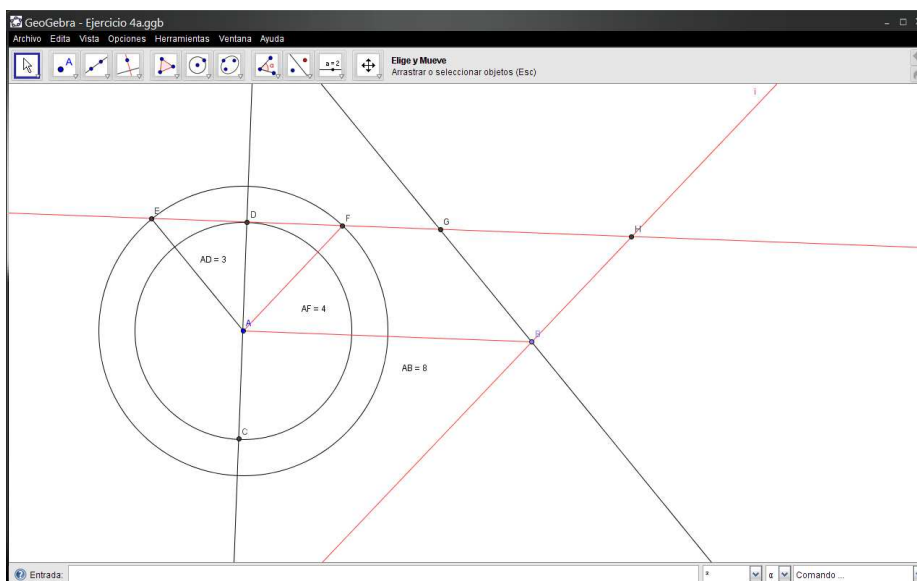 GeoGebra - Ejercicio 4a.ggb
Archivo Edita Vista Opciones Herramientas Ventana Ayuda
A
a = 2
Elige y Mueve
Arrastrar o seleccionar objetos (Esc)
i
E
D
F
G
H
AD = 3
AF = 4
A
B
AB = 8
C
Entrada:
α
Comando ...